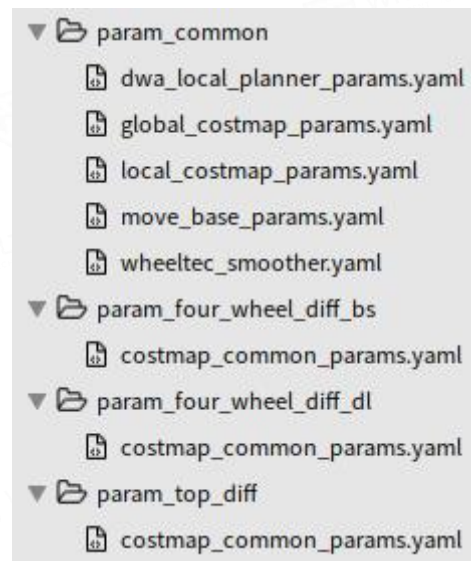 param_common
dwa_local_planner_params.yaml
global_costmap_params.yaml
local_costmap_params.yaml
move_base_params.yaml
wheeltec_smoother.yaml
param_four_wheel_diff_bs
costmap_common_params.yaml
param_four_wheel_diff_dl
costmap_common_params.yaml
param_top_diff
costmap_common_params.yaml